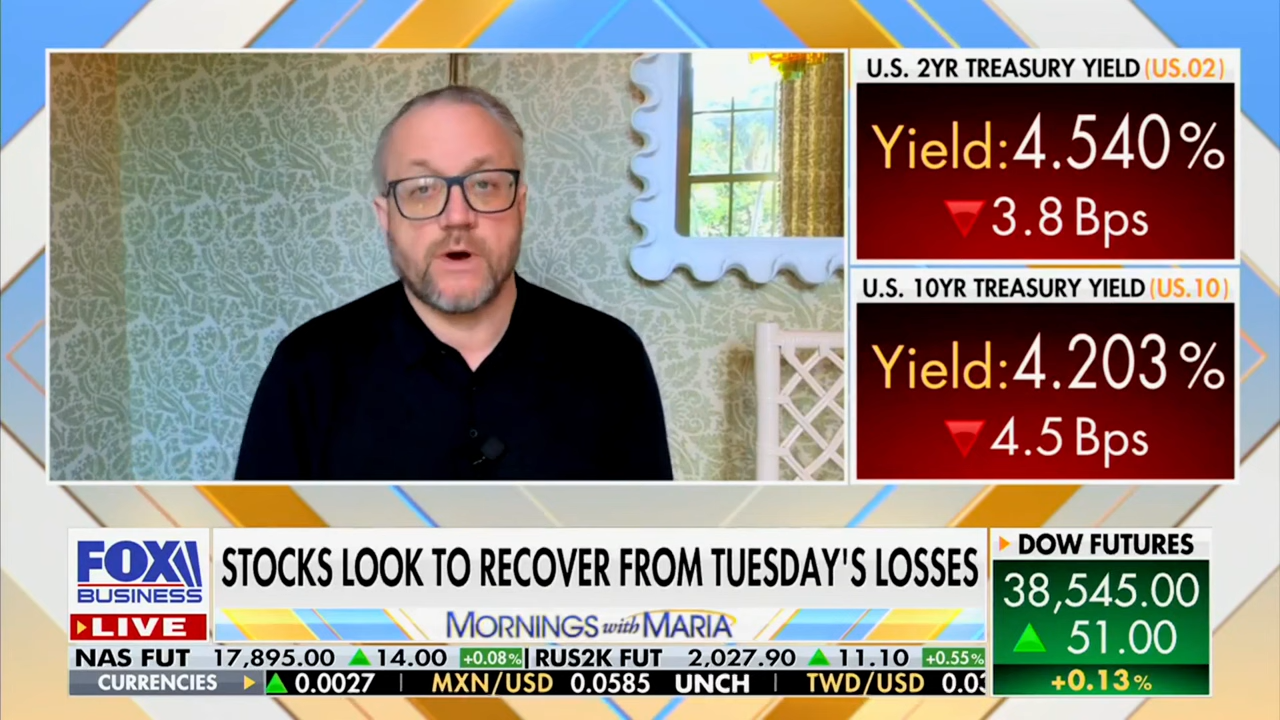 U.S. 2YR TREASURY YIELD (US.02)
Yield: 4.540%
3.8 Bps
U.S. 10YR TREASURY YIELD (US.10)
Yield: 4.203%
4.5 Bps
FOX
BUSINESS
LIVE
STOCKS LOOK TO RECOVER FROM TUESDAY'S LOSSES
MORNINGS with MARIA
DOW FUTURES
38,545.00
51.00
+0.13%
NAS FUT 17,895.00 14.00 +0.08% RUS2K FUT 2,027.90 11.10 +0.55%
CURRENCIES 0.0027 | MXN/USD 0.0585 UNCH | TWD/USD